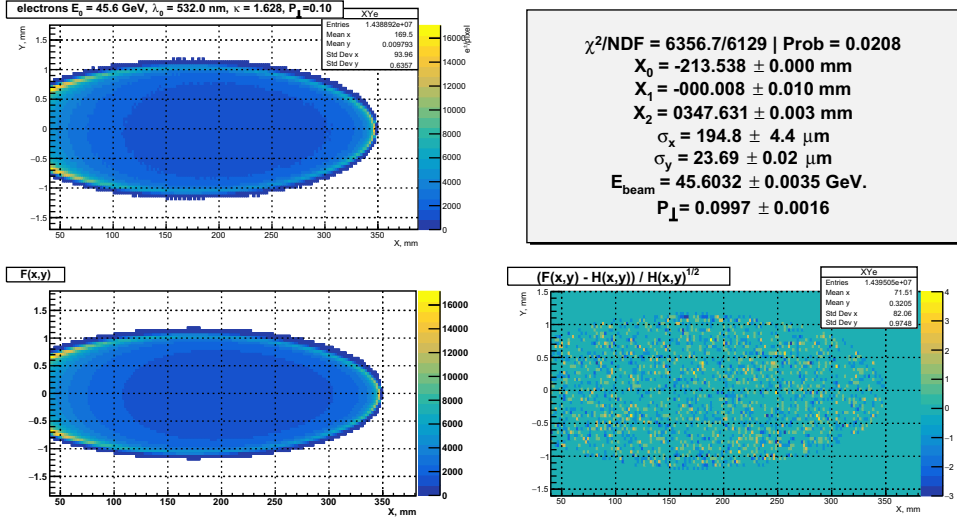 electrons E₀ = 45.6 GeV, λ₀ = 532.0 nm, κ = 1.628, P⊥=0.10
XYe
Entries 1.438892e+07
Mean x 169.5
Mean y 0.009793
Std Dev x 93.96
Std Dev y 0.6357
Y, mm
1.5
1
0.5
0
−0.5
−1
−1.5
50 100 150 200 250 300 350
X, mm
e⁻/pixel
16000
14000
12000
10000
8000
6000
4000
2000
0
χ²/NDF = 6356.7/6129 | Prob = 0.0208
X₀ = -213.538 ± 0.000 mm
X₁ = -000.008 ± 0.010 mm
X₂ = 0347.631 ± 0.003 mm
σₓ = 194.8 ± 4.4 μm
σᵧ = 23.69 ± 0.02 μm
E_beam = 45.6032 ± 0.0035 GeV.
P⊥ = 0.0997 ± 0.0016
F(x,y)
1.5
1
0.5
0
−0.5
−1
−1.5
50 100 150 200 250 300 350
X, mm
16000
14000
12000
10000
8000
6000
4000
2000
0
(F(x,y) - H(x,y)) / H(x,y)^1/2
XYe
Entries 1.439505e+07
Mean x 71.51
Mean y 0.3205
Std Dev x 82.06
Std Dev y 0.9748
Y, mm
1.5
1
0.5
0
−0.5
−1
−1.5
50 100 150 200 250 300 350
X, mm
4
3
2
1
0
−1
−2
−3